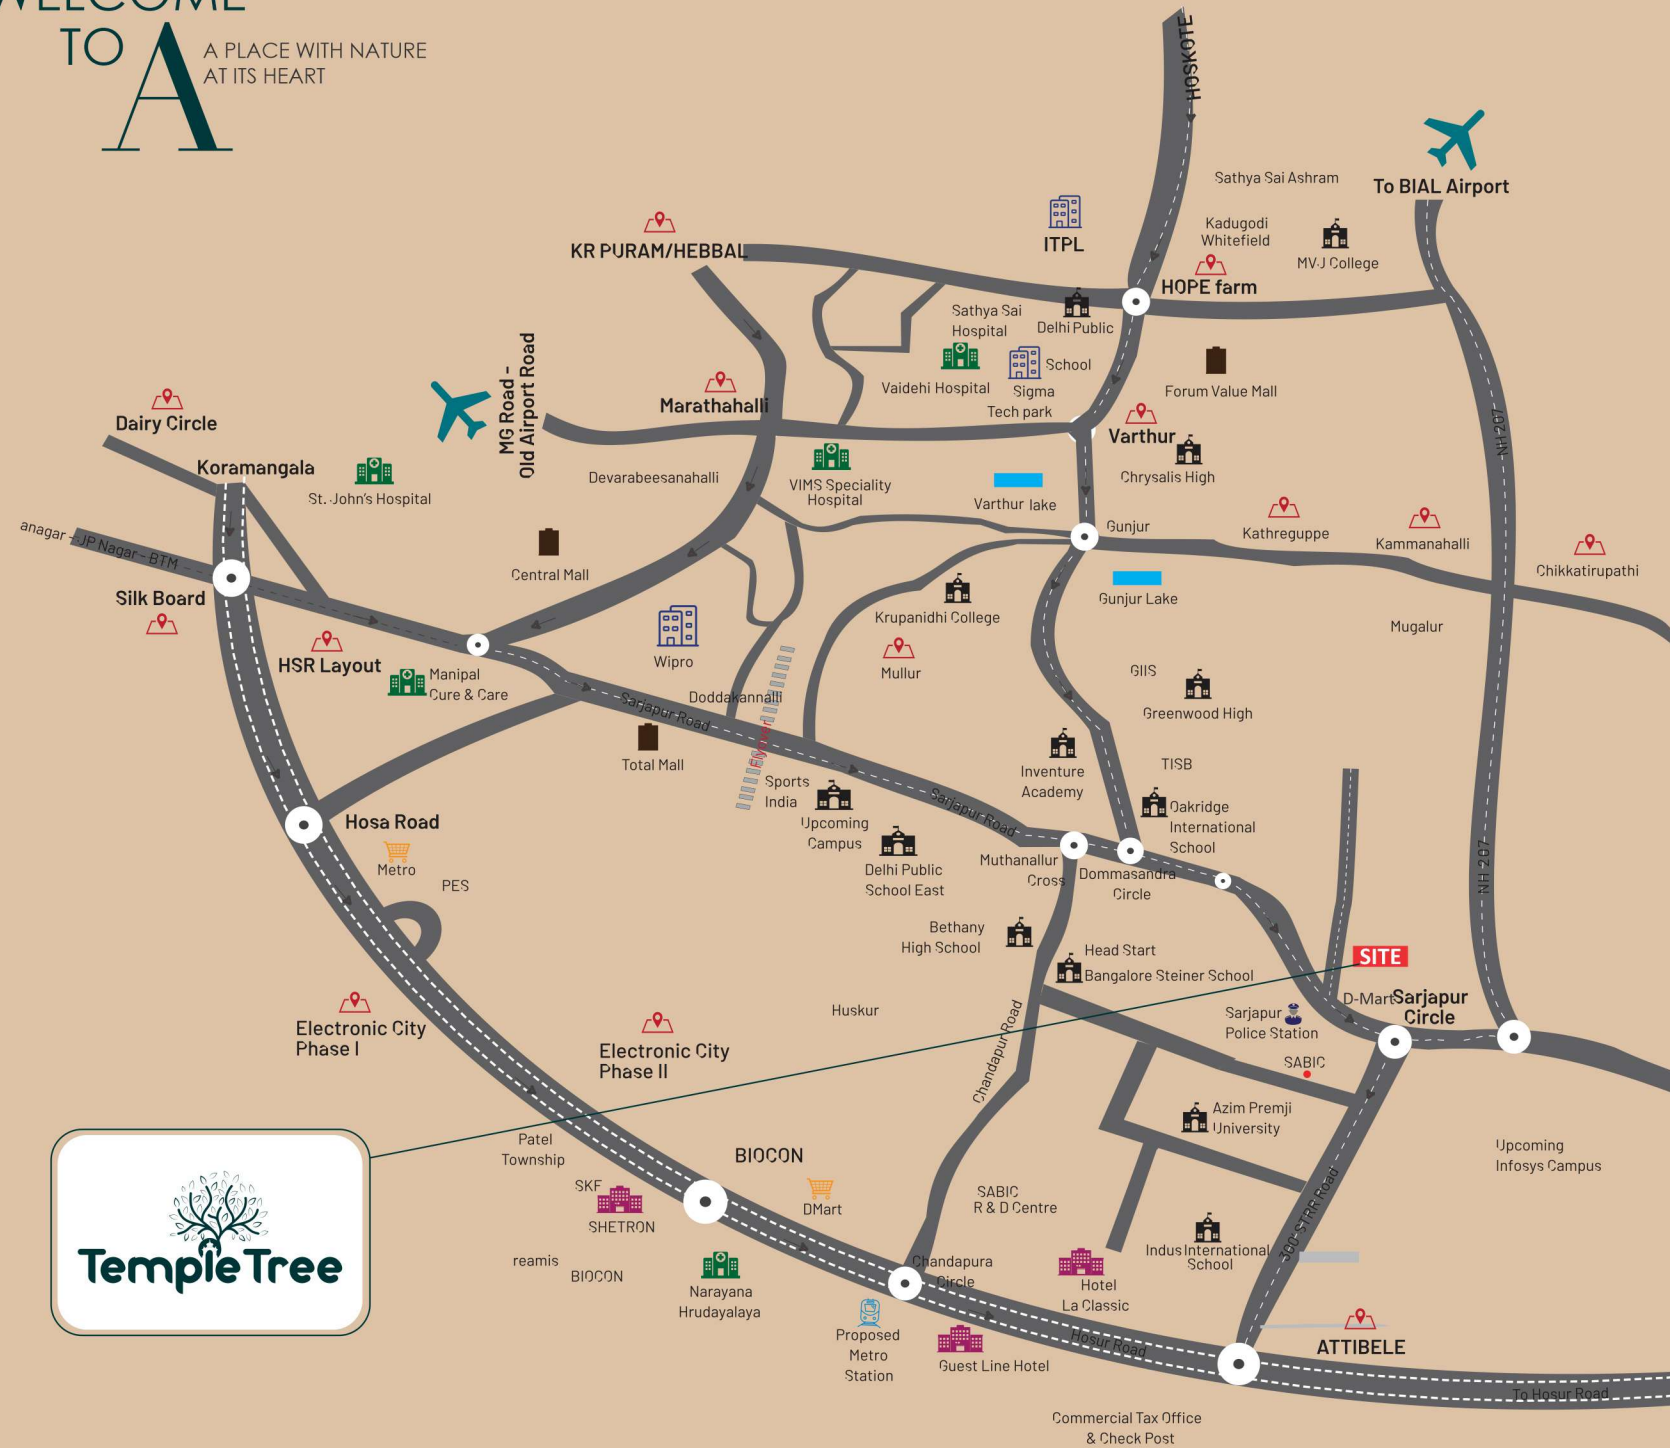 WELCOME
TO A
A PLACE WITH NATURE
AT ITS HEART
HOSKOTE
Sathya Sai Ashram
To BIAL Airport
Kadugodi
Whitefield
MVJ College
ITPL
KR PURAM/HEBBAL
HOPE farm
Sathya Sai
Hospital
Delhi Public
School
Vaidehi Hospital
Sigma
Tech park
Forum Value Mall
MG Road -
Old Airport Road
Marathahalli
Varthur
NH 207
Dairy Circle
Koramangala
St. John's Hospital
Devarabeesanahalli
VIMS Speciality
Hospital
Varthur lake
Chrysalis High
Gunjur
Kathreguppe
Kammanahalli
Chikkatirupathi
anagar - JP Nagar - BTM
Central Mall
Silk Board
Krupanidhi College
Gunjur Lake
Mugalur
HSR Layout
Manipal
Cure & Care
Wipro
Mullur
GIIS
Greenwood High
Doddakannalli
Sarjapur Road
Flyover
Total Mall
Sports
India
Inventure
Academy
TISB
Upcoming
Campus
Sarjapur Road
Oakridge
International
School
Hosa Road
Metro
PES
Delhi Public
School East
Muthanallur
Cross
Dommasandra
Circle
NH 207
Bethany
High School
Head Start
Bangalore Steiner School
SITE
D-Mart
Sarjapur
Circle
Huskur
Sarjapur
Police Station
Chandapur Road
SABIC
Electronic City
Phase I
Electronic City
Phase II
Azim Premji
University
Upcoming
Infosys Campus
Patel
Township
BIOCON
SKF
SHETRON
DMart
SABIC
R & D Centre
300 STRR Road
Temple Tree
reamis
BIOCON
Narayana
Hrudayalaya
Chandapura
Circle
Indus International
School
Hotel
La Classic
Proposed
Metro
Station
Guest Line Hotel
Hosur Road
ATTIBELE
To Hosur Road
Commercial Tax Office
& Check Post